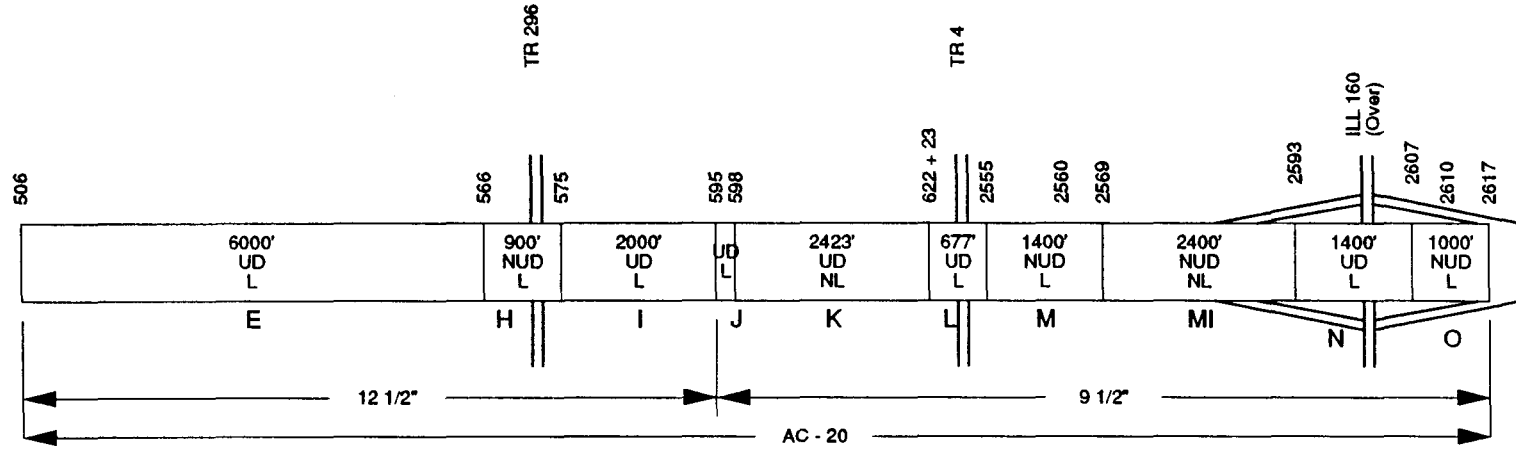 TR 296
TR 4
ILL 160
(Over)
506
566
575
595
598
622 + 23
2555
2560
2569
2593
2607
2610
2617
6000'
UD
L
900'
NUD
L
2000'
UD
L
UD
L
2423'
UD
NL
677'
UD
L
1400'
NUD
L
2400'
NUD
NL
1400'
UD
L
1000'
NUD
L
E
H
I
J
K
L
M
MI
N
O
12 1/2"
9 1/2"
AC - 20